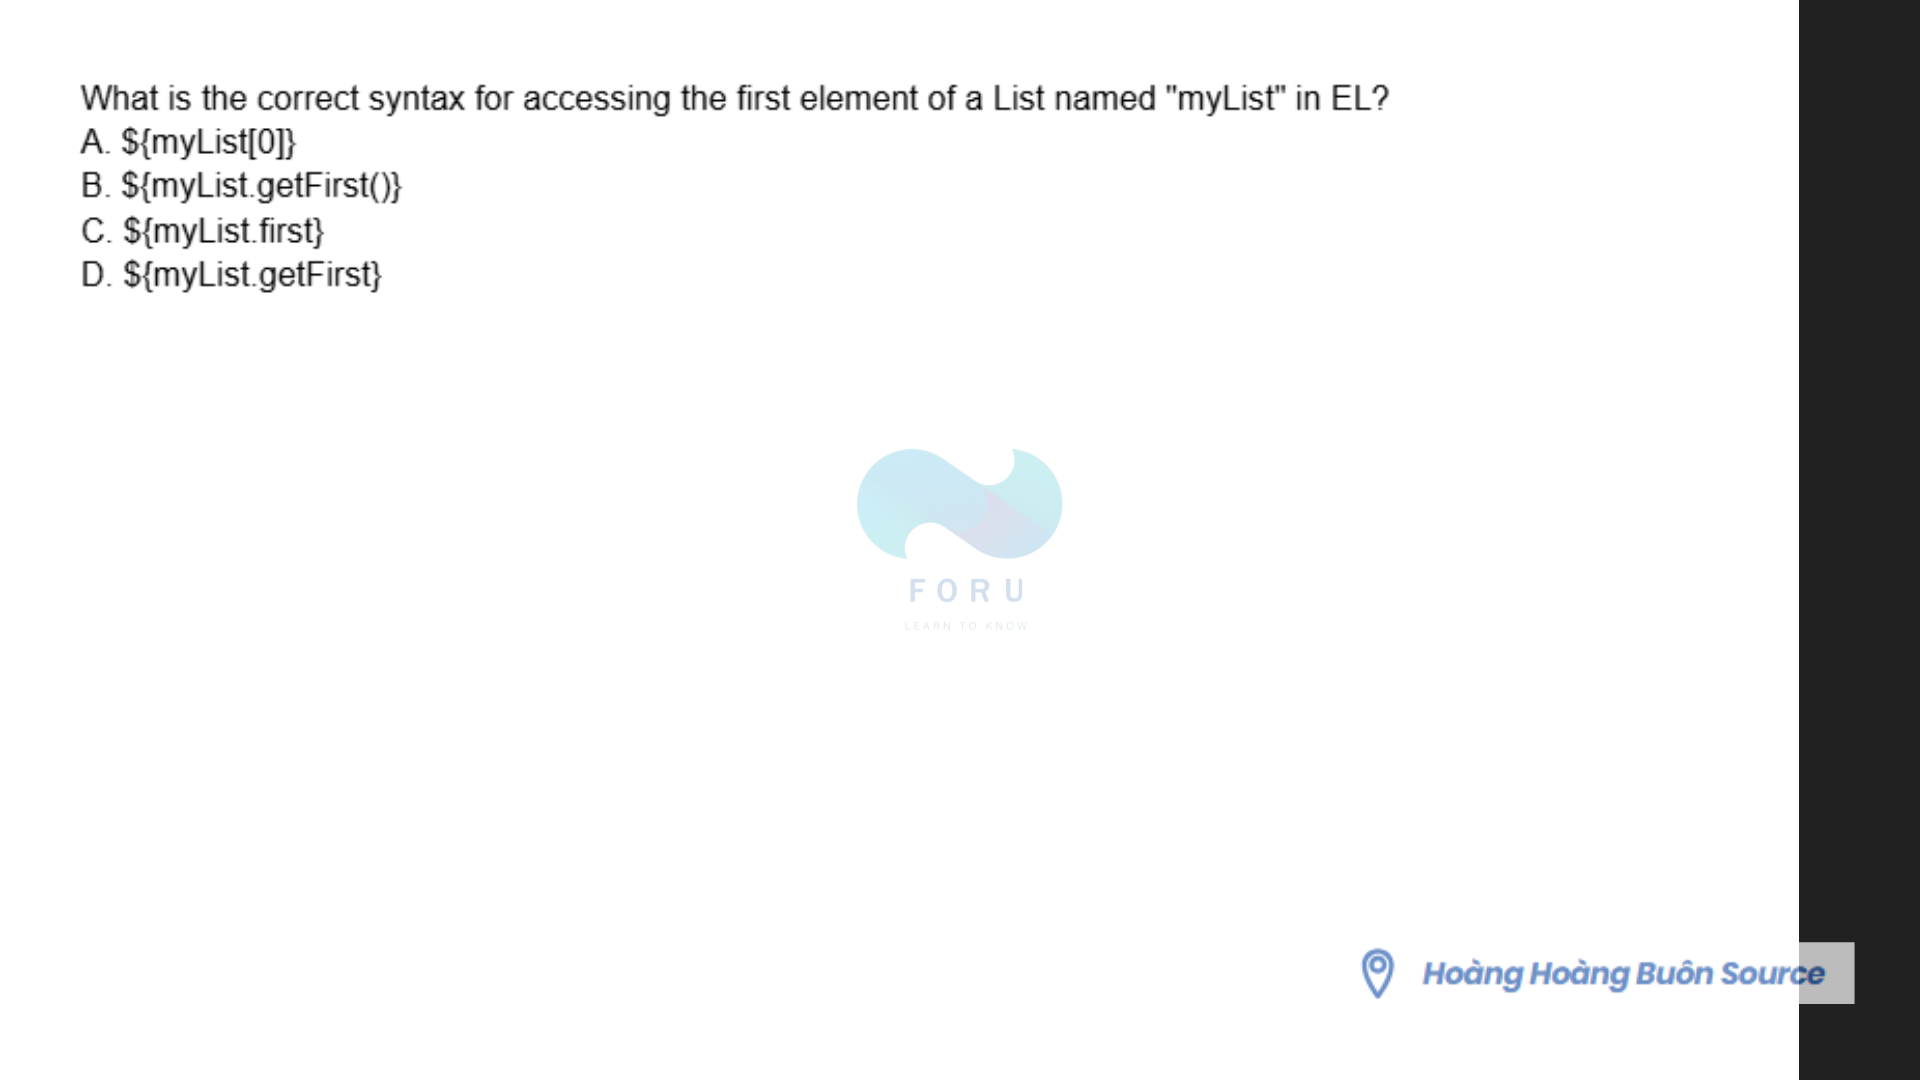 What is the correct syntax for accessing the first element of a List named "myList" in EL?
A. ${myList[0]}
B. ${myList.getFirst()}
C. ${myList.first}
D. ${myList.getFirst}
FORU
LEARN TO KNOW
Hoàng Hoàng Buôn Source